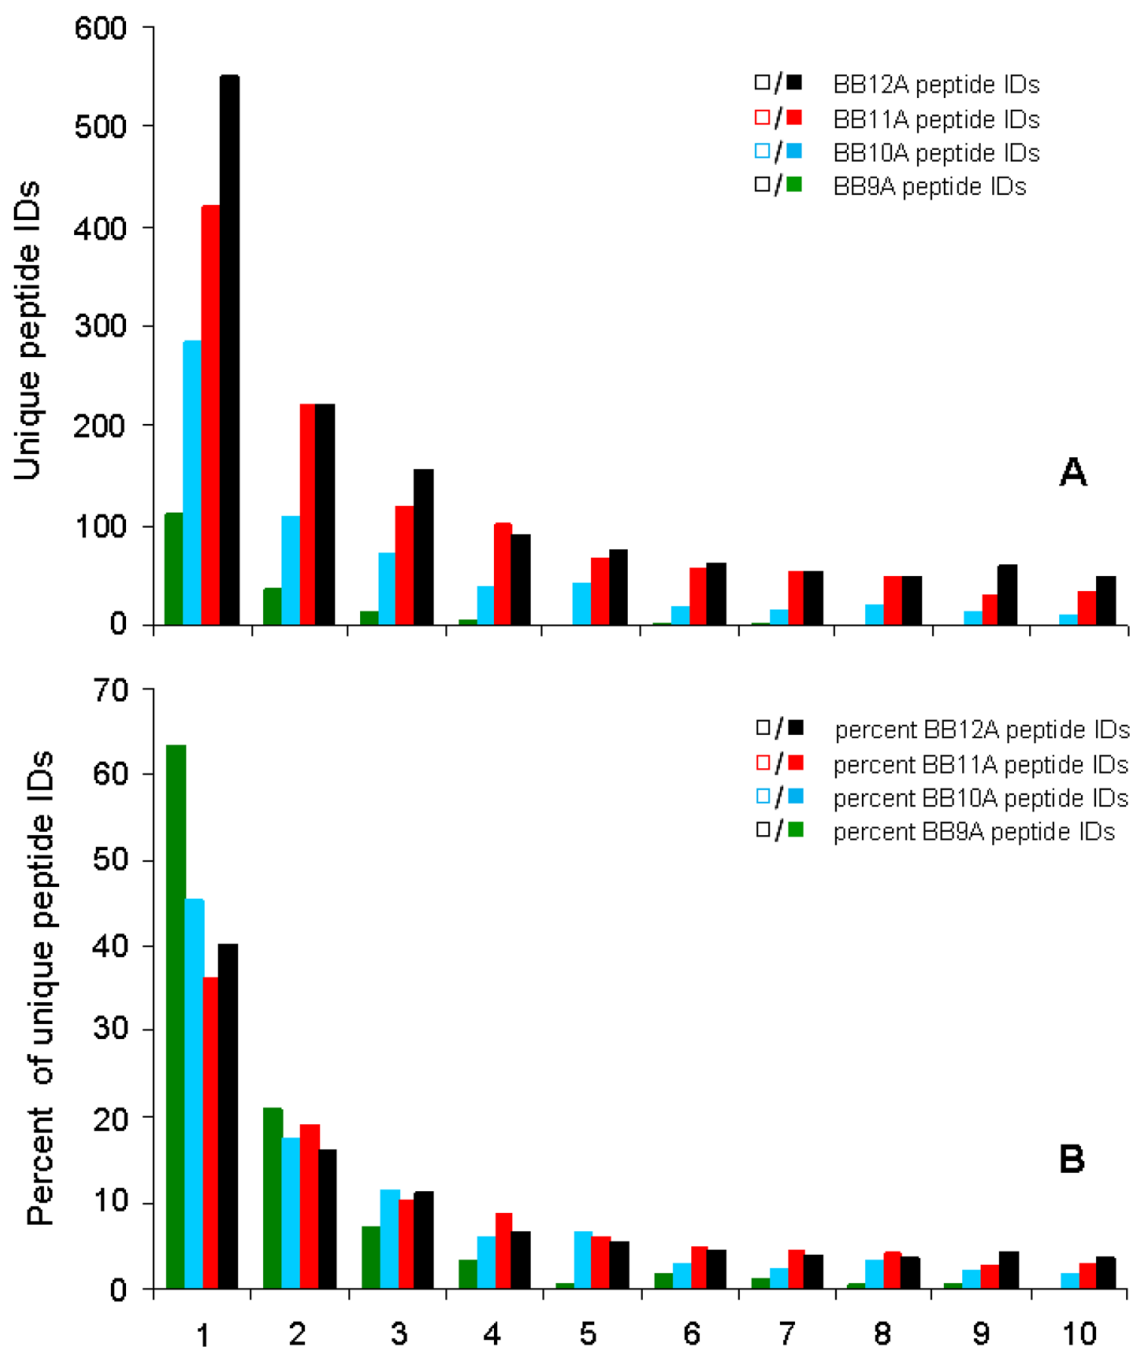 Unique peptide IDs
600
500
400
300
200
100
0
□/■ BB12A peptide IDs
□/■ BB11A peptide IDs
□/■ BB10A peptide IDs
□/■ BB9A peptide IDs
A
Percent of unique peptide IDs
70
60
50
40
30
20
10
0
□/■ percent BB12A peptide IDs
□/■ percent BB11A peptide IDs
□/■ percent BB10A peptide IDs
□/■ percent BB9A peptide IDs
B
1 2 3 4 5 6 7 8 9 10